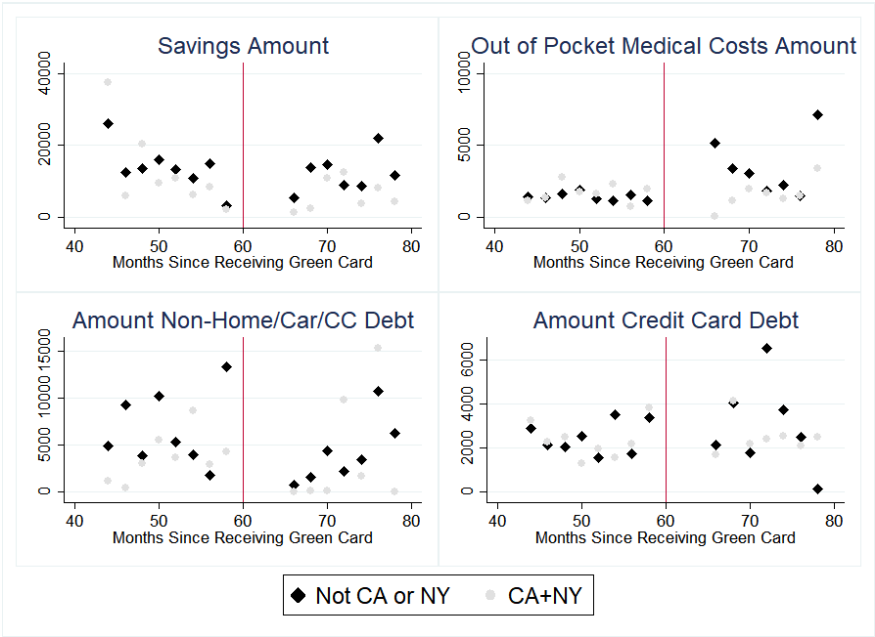 Savings Amount
40000
20000
0
40 50 60 70 80
Months Since Receiving Green Card
Out of Pocket Medical Costs Amount
10000
5000
0
40 50 60 70 80
Months Since Receiving Green Card
Amount Non-Home/Car/CC Debt
15000
10000
5000
0
40 50 60 70 80
Months Since Receiving Green Card
Amount Credit Card Debt
6000
4000
2000
0
40 50 60 70 80
Months Since Receiving Green Card
Not CA or NY CA+NY